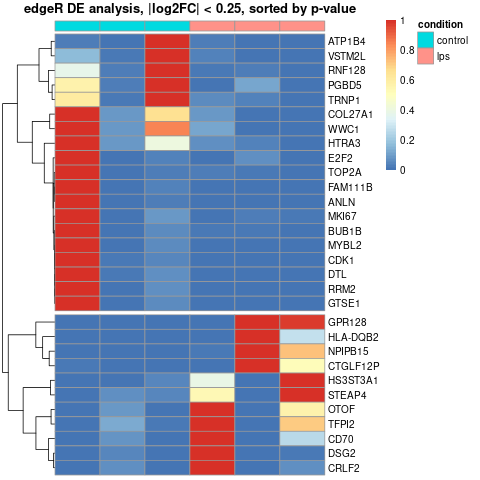 edgeR DE analysis, |log2FC| < 0.25, sorted by p-value
ATP1B4
VSTM2L
RNF128
PGBD5
TRNP1
COL27A1
WWC1
HTRA3
E2F2
TOP2A
FAM111B
ANLN
MKI67
BUB1B
MYBL2
CDK1
DTL
RRM2
GTSE1
GPR128
HLA-DQB2
NPIPB15
CTGLF12P
HS3ST3A1
STEAP4
OTOF
TFPI2
CD70
DSG2
CRLF2
1
0.8
0.6
0.4
0.2
0
condition
control
lps